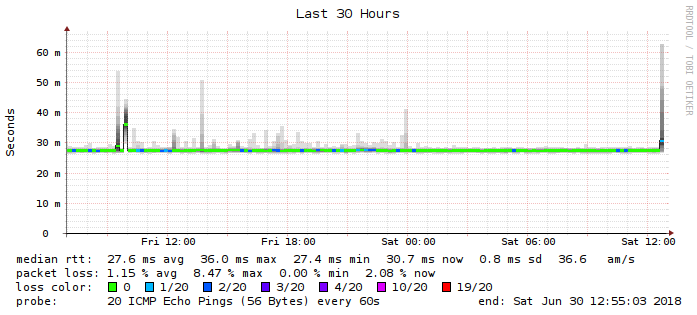 Last 30 Hours
RRDTOOL / TOBI OETIKER
Seconds
60 m
50 m
40 m
30 m
20 m
10 m
0
Fri 12:00 Fri 18:00 Sat 00:00 Sat 06:00 Sat 12:00
median rtt: 27.6 ms avg 36.0 ms max 27.4 ms min 30.7 ms now 0.8 ms sd 36.6 am/s
packet loss: 1.15 % avg 8.47 % max 0.00 % min 2.08 % now
loss color: 0 1/20 2/20 3/20 4/20 10/20 19/20
probe: 20 ICMP Echo Pings (56 Bytes) every 60s end: Sat Jun 30 12:55:03 2018